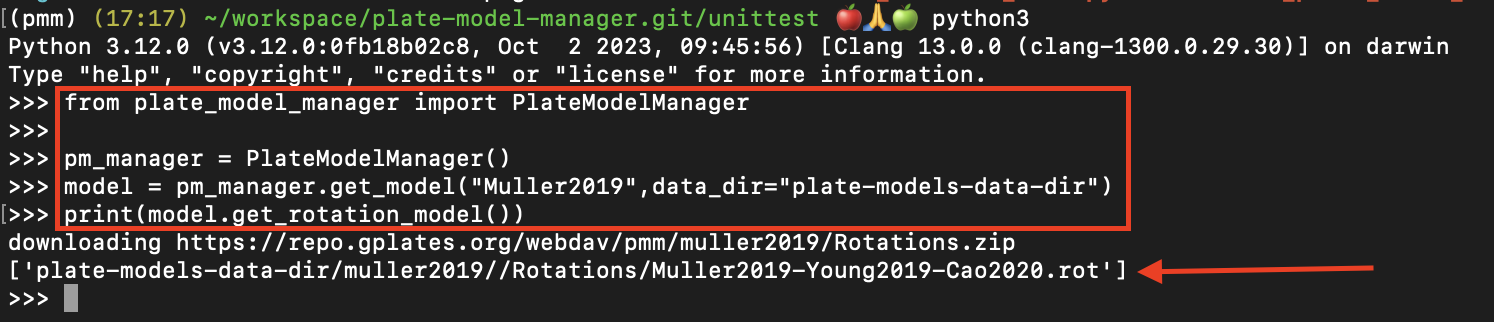 (pmm) (17:17) ~/workspace/plate-model-manager.git/unittest 🍎🙏🍏 python3
Python 3.12.0 (v3.12.0:0fb18b02c8, Oct  2 2023, 09:45:56) [Clang 13.0.0 (clang-1300.0.29.30)] on darwin
Type "help", "copyright", "credits" or "license" for more information.
>>> from plate_model_manager import PlateModelManager
>>>
>>> pm_manager = PlateModelManager()
>>> model = pm_manager.get_model("Muller2019",data_dir="plate-models-data-dir")
[>>> print(model.get_rotation_model())
downloading https://repo.gplates.org/webdav/pmm/muller2019/Rotations.zip
['plate-models-data-dir/muller2019//Rotations/Muller2019-Young2019-Cao2020.rot']
>>>